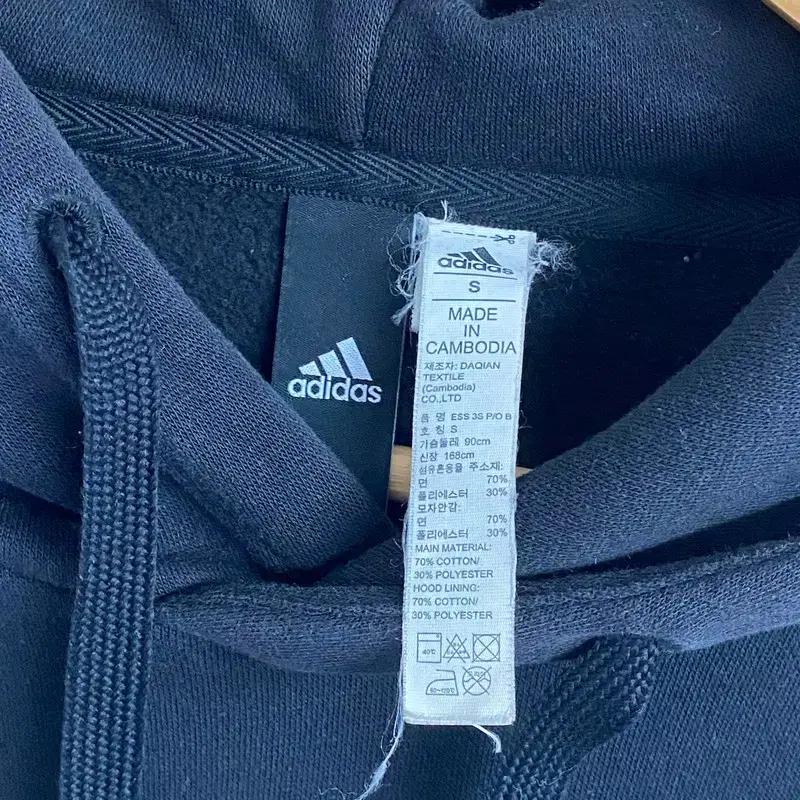 adidas
adidas
S
MADE
IN
CAMBODIA
제조자: DAQIAN
TEXTILE
(Cambodia)
CO.,LTD
품 명 ESS 3S P/O B
호 칭 S
가슴둘레 90cm
신장 168cm
섬유혼용율 주소재:
면 70%
폴리에스터 30%
모자안감:
면 70%
폴리에스터 30%
MAIN MATERIAL:
70% COTTON/
30% POLYESTER
HOOD LINING:
70% COTTON/
30% POLYESTER
40℃